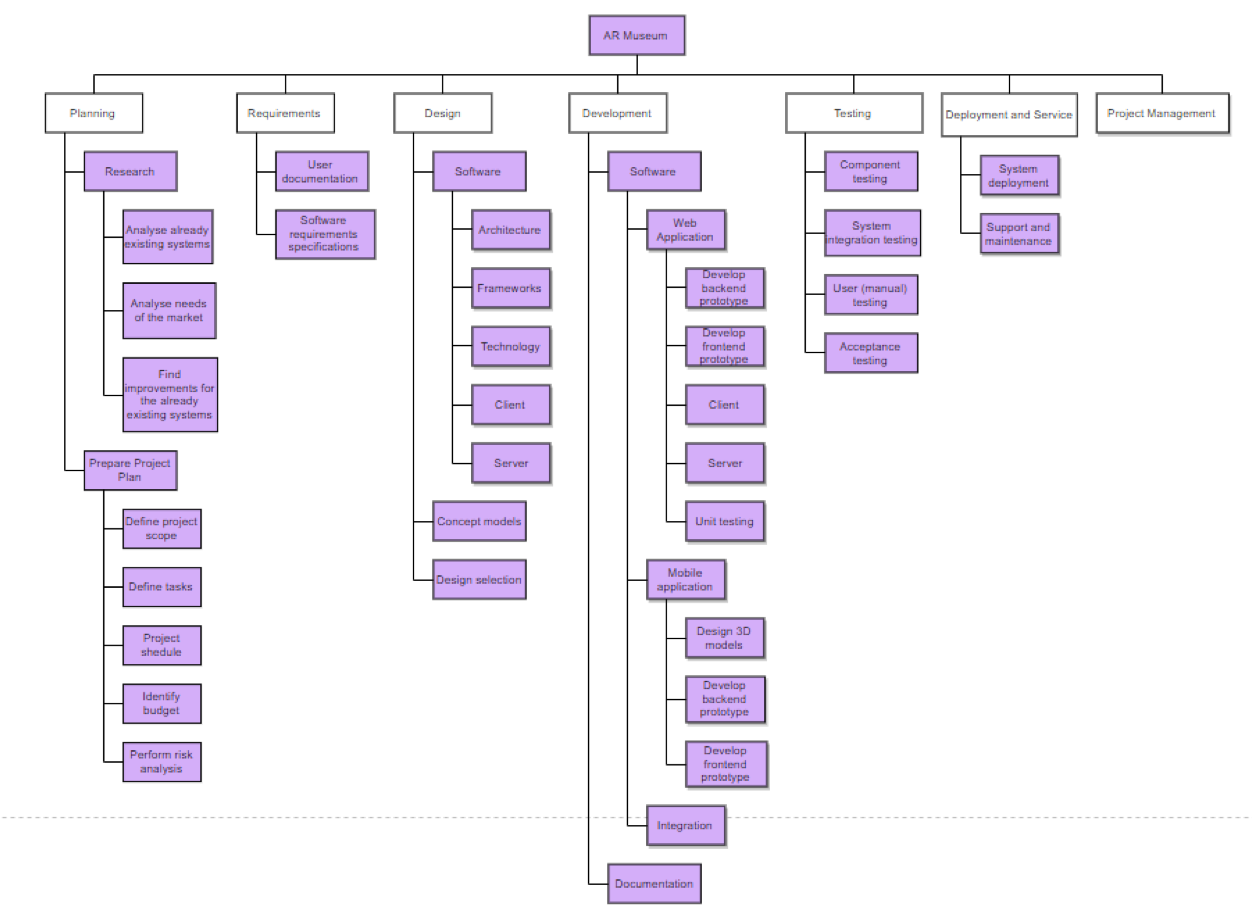 AR Museum
Planning
Requirements
Design
Development
Testing
Deployment and Service
Project Management
Research
Analyse already
existing systems
Analyse needs
of the market
Find
improvements for
the already
existing systems
Prepare Project
Plan
Define project
scope
Define tasks
Project
shedule
Identify
budget
Perform risk
analysis
User
documentation
Software
requirements
specifications
Software
Architecture
Frameworks
Technology
Client
Server
Concept models
Design selection
Software
Web
Application
Develop
backend
prototype
Develop
frontend
prototype
Client
Server
Unit testing
Mobile
application
Design 3D
models
Develop
backend
prototype
Develop
frontend
prototype
Integration
Documentation
Component
testing
System
integration testing
User (manual)
testing
Acceptance
testing
System
deployment
Support and
maintenance